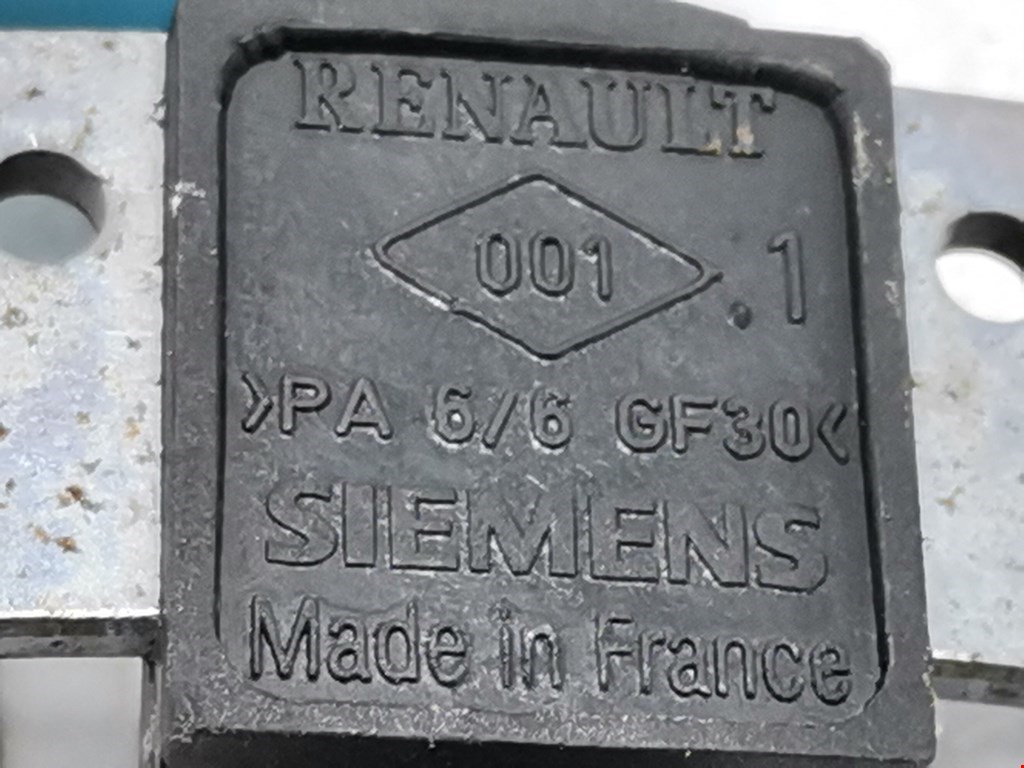 RENAULT
001 .1
>PA 6/6 GF30<
SIEMENS
Made in France